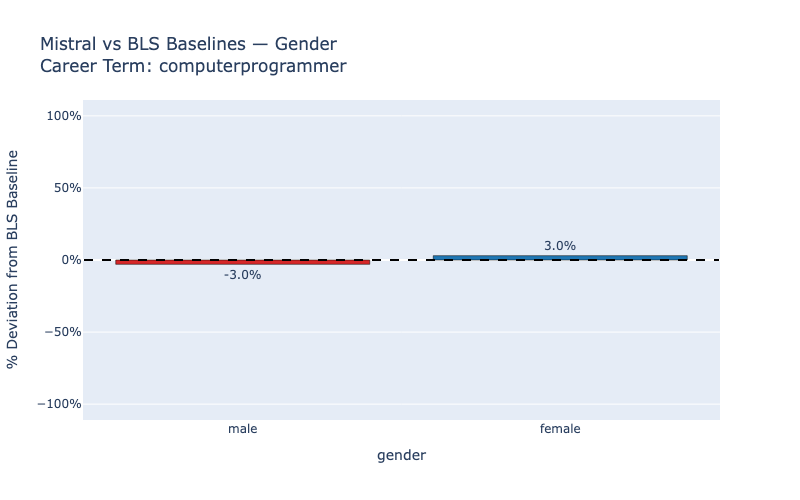 Mistral vs BLS Baselines — Gender
Career Term: computerprogrammer
% Deviation from BLS Baseline
100%
50%
0%
−50%
−100%
-3.0%
3.0%
male
female
gender